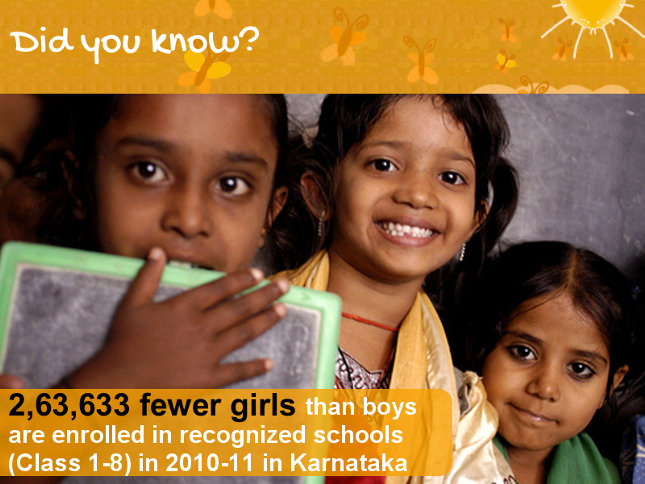 Did you know?
2,63,633 fewer girls than boys
are enrolled in recognized schools
(Class 1-8) in 2010-11 in Karnataka